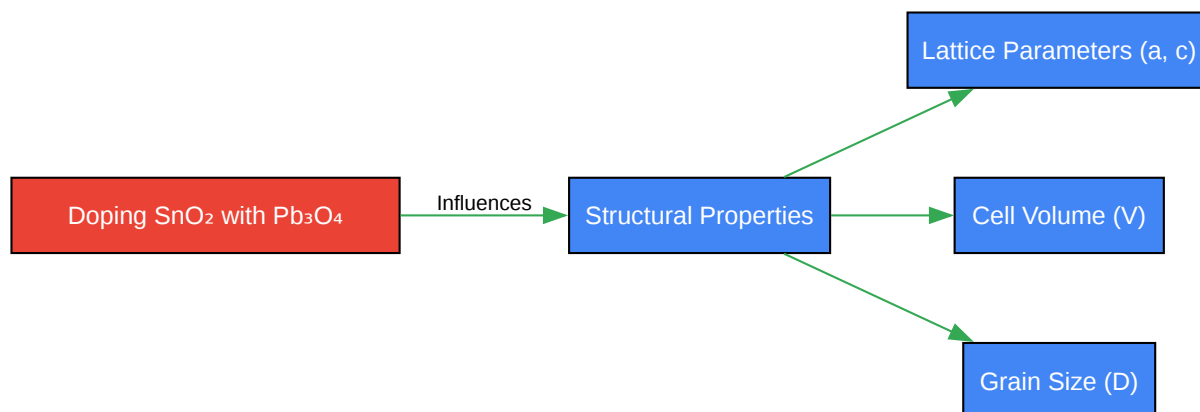 Doping SnO₂ with Pb₃O₄
Influences
Structural Properties
Lattice Parameters (a, c)
Cell Volume (V)
Grain Size (D)